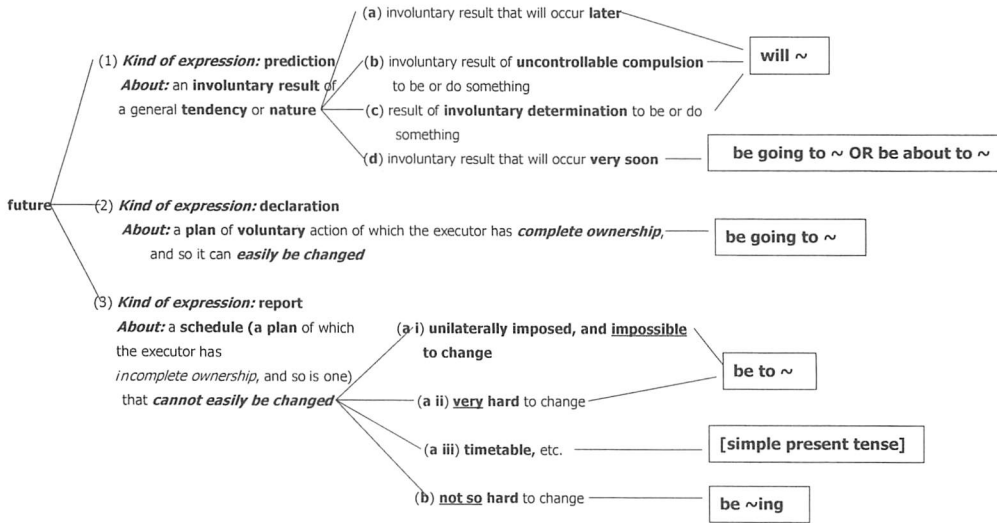 (a) involuntary result that will occur later
will ~
(1) Kind of expression: prediction
About: an involuntary result of
a general tendency or nature
(b) involuntary result of uncontrollable compulsion
to be or do something
(c) result of involuntary determination to be or do
something
(d) involuntary result that will occur very soon
be going to ~ OR be about to ~
future
(2) Kind of expression: declaration
About: a plan of voluntary action of which the executor has complete ownership,
and so it can easily be changed
be going to ~
(3) Kind of expression: report
About: a schedule (a plan of which
the executor has
incomplete ownership, and so is one)
that cannot easily be changed
(a i) unilaterally imposed, and impossible
to change
be to ~
(a ii) very hard to change
(a iii) timetable, etc.
[simple present tense]
(b) not so hard to change
be ~ing